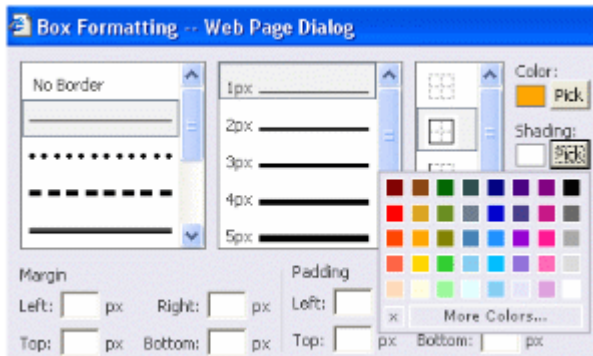 Box Formatting -- Web Page Dialog
No Border
1px
2px
3px
4px
5px
Color:
Pick
Shading:
Pick
Margin
Left: px Right: px
Top: px Bottom: px
Padding
Left:
Top: px Bottom: px
x More Colors...